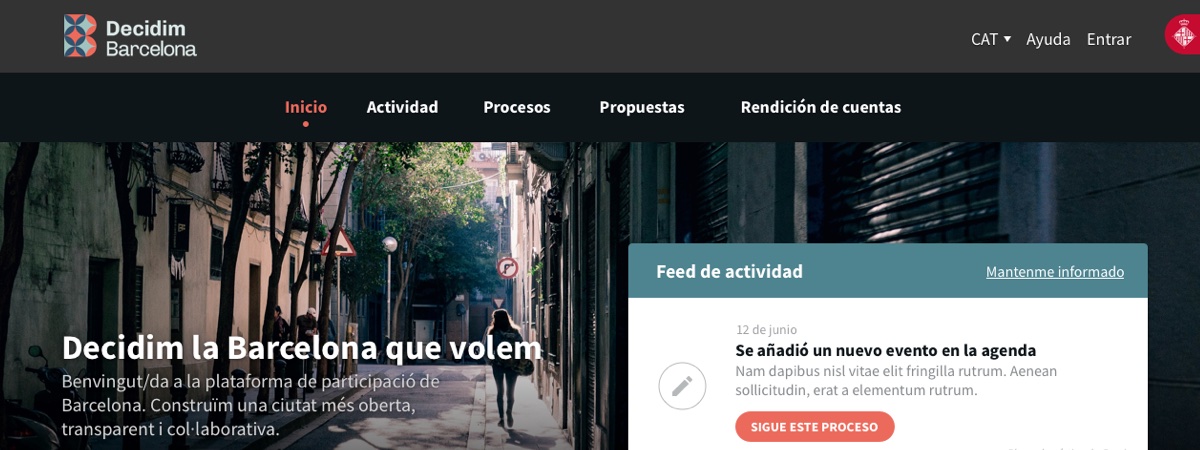 Decidim
Barcelona
CAT Ayuda Entrar
Inicio Actividad Procesos Propuestas Rendición de cuentas
Feed de actividad Mantenme informado
12 de junio
Se añadió un nuevo evento en la agenda
Nam dapibus nisl vitae elit fringilla rutrum. Aenean
sollicitudin, erat a elementum rutrum.
SIGUE ESTE PROCESO
Decidim la Barcelona que volem
Benvingut/da a la plataforma de participació de
Barcelona. Construïm una ciutat més oberta,
transparent i col·laborativa.